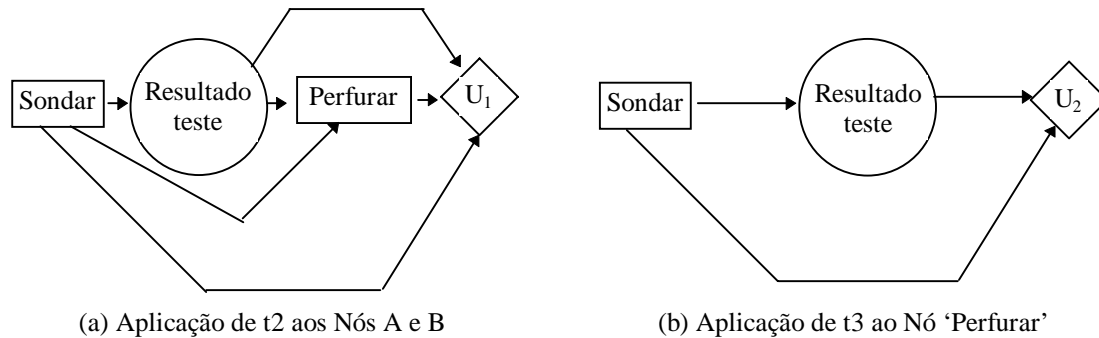 Sondar
Resultado
teste
Perfurar
U1
(a) Aplicação de t2 aos Nós A e B
Sondar
Resultado
teste
U2
(b) Aplicação de t3 ao Nó ‘Perfurar’